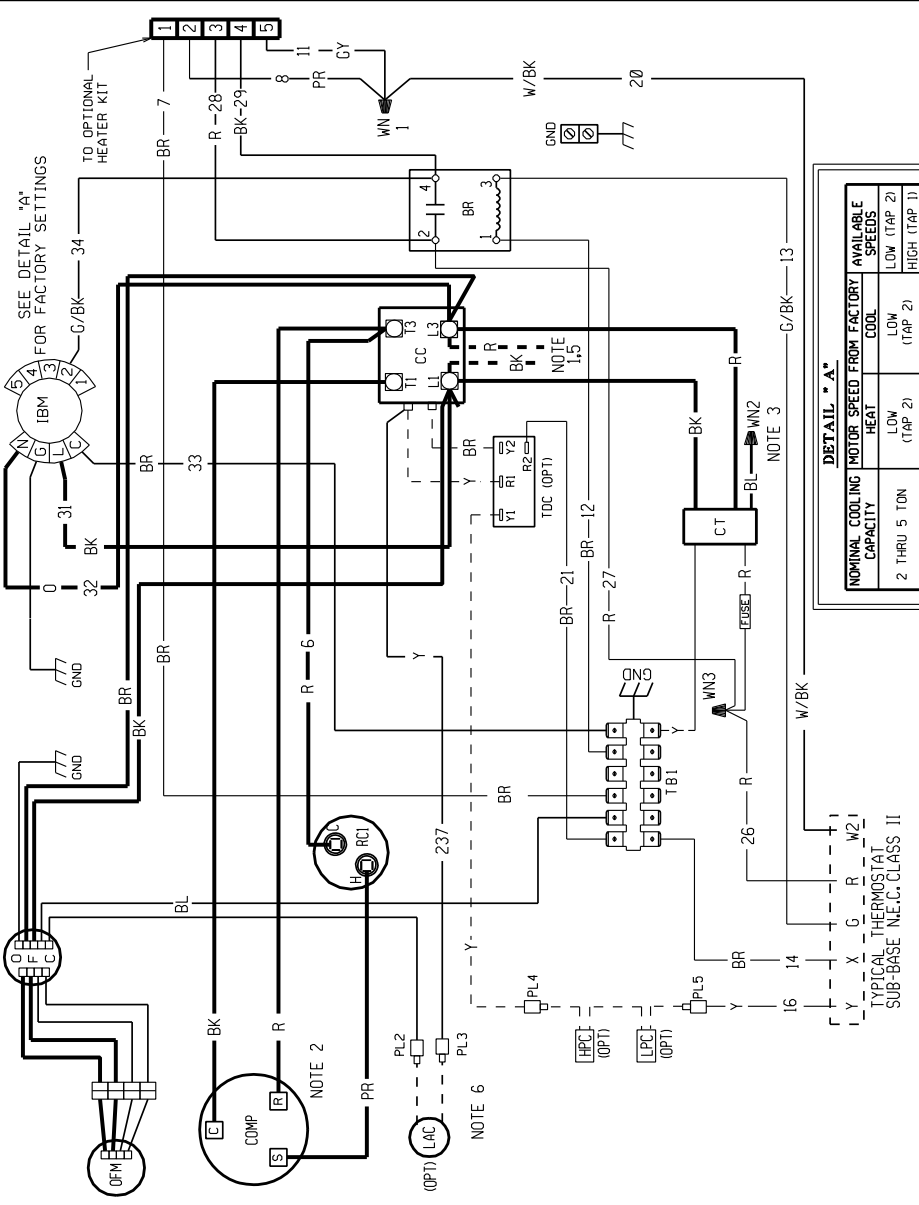 1 2 3 4 5
TO OPTIONAL
HEATER KIT
11 GY
8 PR
BR 7
R 28
BK-29
WN
1
W/BK
20
GND
SEE DETAIL "A"
FOR FACTORY SETTINGS
G/BK 34
5
4
3
2
1
IBM
N
G
L
C
4
2
BR
3
1
G/BK 13
31
BK
O
32
BR
33
T3
T1
CC
L3
L1
R
BK
NOTE
1,5
BR
Y
Y2
R2
R1
Y1
TDC (OPT)
BR 12
BR 21
R 27
BK
R
BL
WN2
NOTE 3
CT
R
FUSE
WN3
GND
GND
GND
BR
BK
BR
R 6
Y
237
BR
TB1
Y
R
26
W/BK
C
RC1
H
BL
O
F
C
OFM
BK
R
PR
C
R
S
COMP
NOTE 2
PL2
PL3
LAC
(OPT)
NOTE 6
Y
PL4
HPC
(OPT)
LPC
(OPT)
PL5
BR 14
Y 16
Y X G R W2
TYPICAL THERMOSTAT
SUB-BASE N.E.C. CLASS II
DETAIL " A"
NOMINAL COOLING CAPACITY
MOTOR SPEED FROM FACTORY
HEAT
COOL
AVAILABLE SPEEDS
2 THRU 5 TON
LOW
(TAP 2)
LOW
(TAP 2)
LOW (TAP 2)
HIGH (TAP 1)